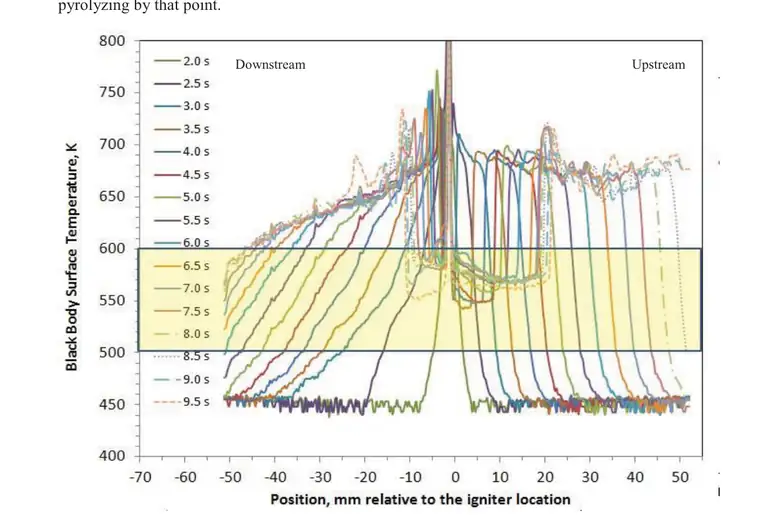 pyrolyzing by that point.
800
750
700
650
600
550
500
450
400
Black Body Surface Temperature, K
Downstream
Upstream
2.0 s
2.5 s
3.0 s
3.5 s
4.0 s
4.5 s
5.0 s
5.5 s
6.0 s
6.5 s
7.0 s
7.5 s
8.0 s
8.5 s
9.0 s
9.5 s
-70 -60 -50 -40 -30 -20 -10 0 10 20 30 40 50
Position, mm relative to the igniter location